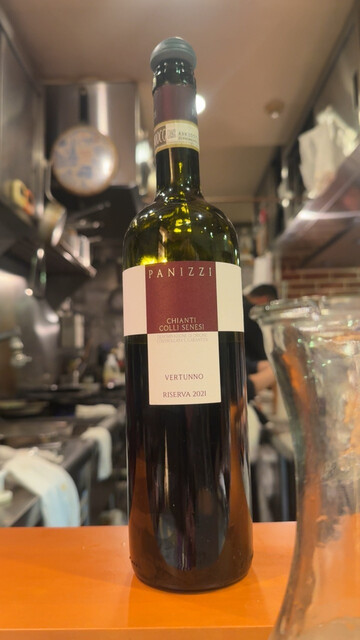 PANIZZI
CHIANTI
COLLI SENESI
VERTUNNO
RISERVA 2021